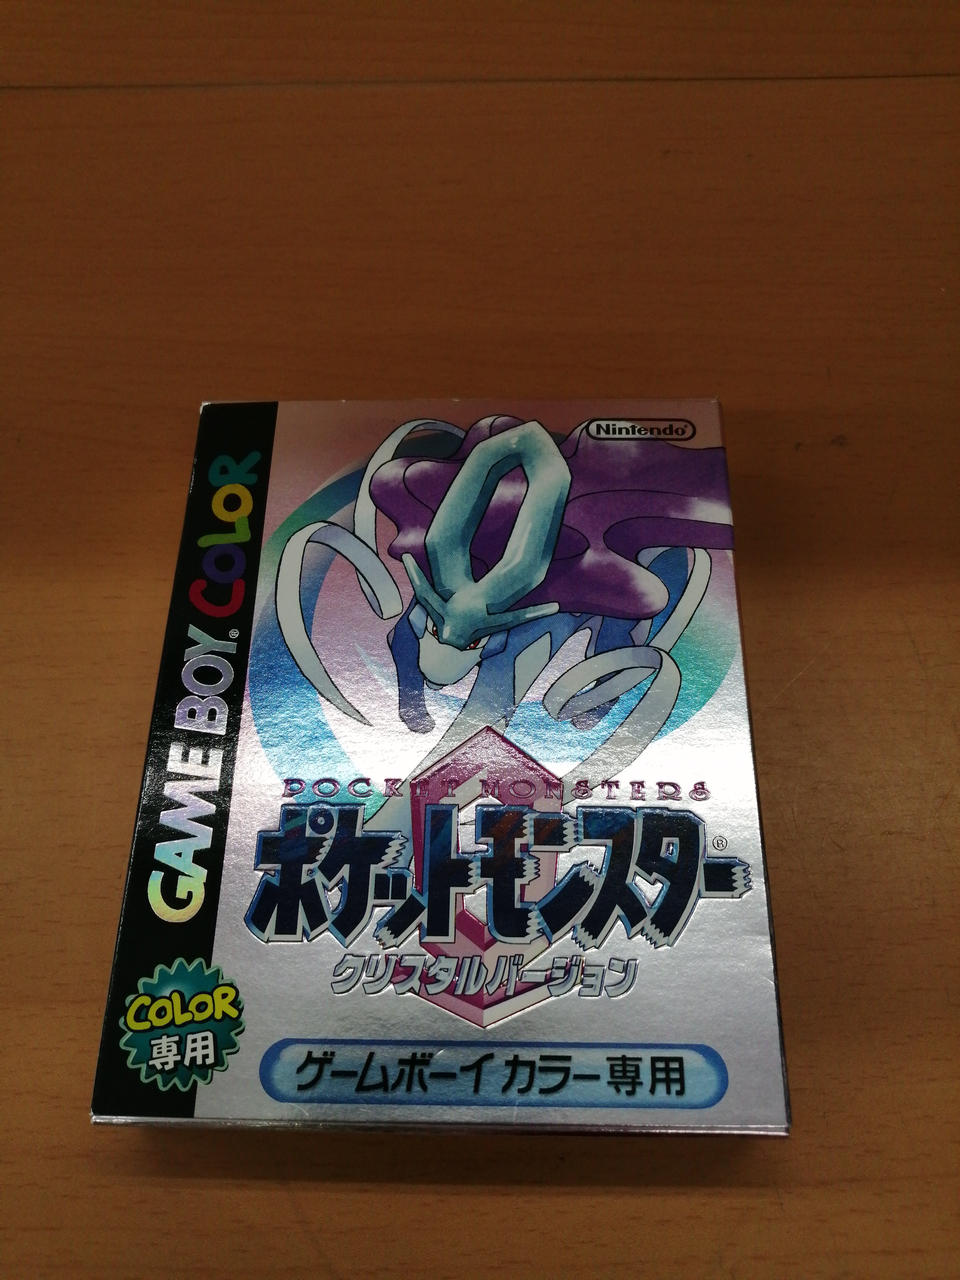 Nintendo®
GAME BOY® COLOR
POCKET MONSTERS
ポケットモンスター®
クリスタルバージョン
COLOR
専用
ゲームボーイカラー専用